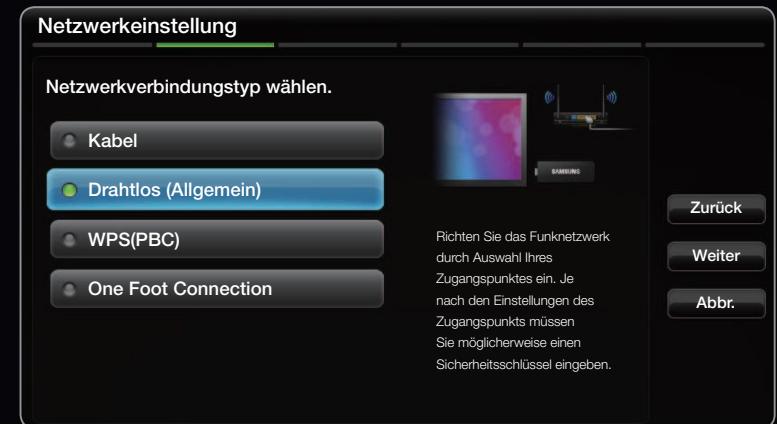 Netzwerkeinstellung
Netzwerkverbindungstyp wählen.
Kabel
Drahtlos (Allgemein)
WPS(PBC)
One Foot Connection
SAMSUNG
Richten Sie das Funknetzwerk
durch Auswahl Ihres
Zugangspunktes ein. Je
nach den Einstellungen des
Zugangspunkts müssen
Sie möglicherweise einen
Sicherheitsschlüssel eingeben.
Zurück
Weiter
Abbr.